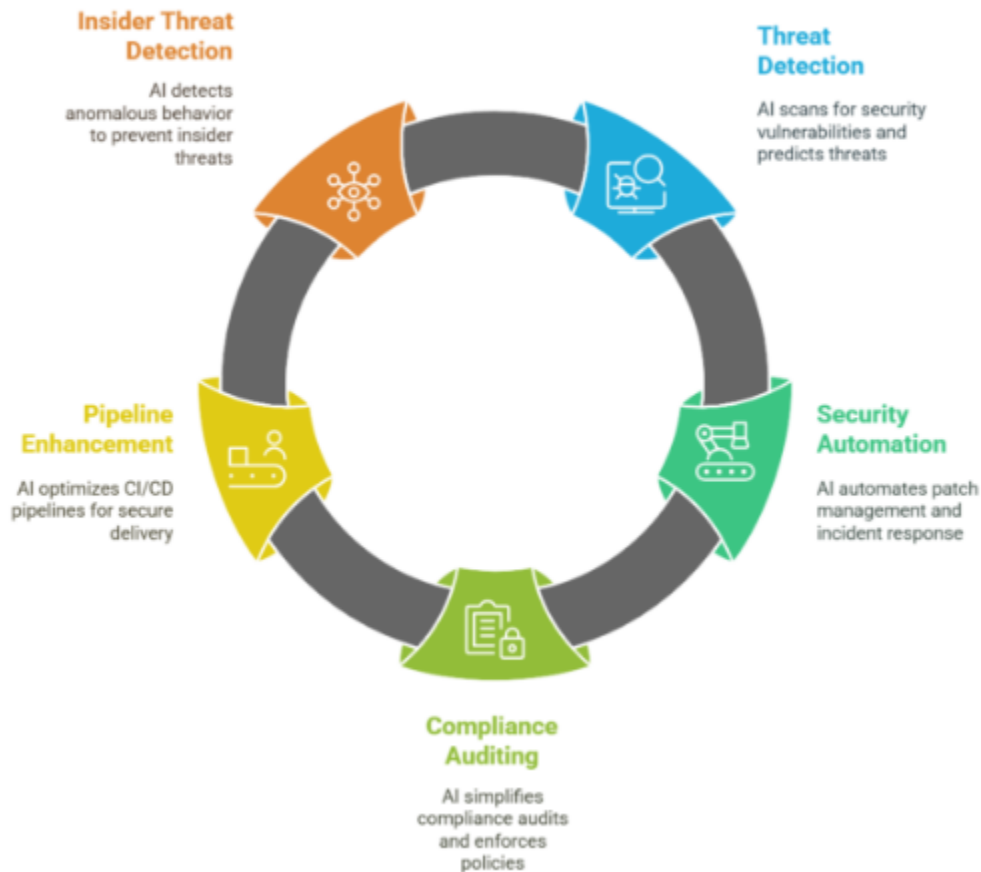 Insider Threat
Detection
AI detects
anomalous behavior
to prevent insider
threats
Threat
Detection
AI scans for security
vulnerabilities and
predicts threats
Pipeline
Enhancement
AI optimizes CI/CD
pipelines for secure
delivery
Security
Automation
AI automates patch
management and
incident response
Compliance
Auditing
AI simplifies
compliance audits
and enforces
policies